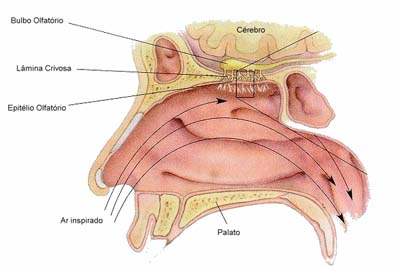 Bulbo Olfatório
Cérebro
Lâmina Crivosa
Epitélio Olfatório
Ar inspirado
Palato